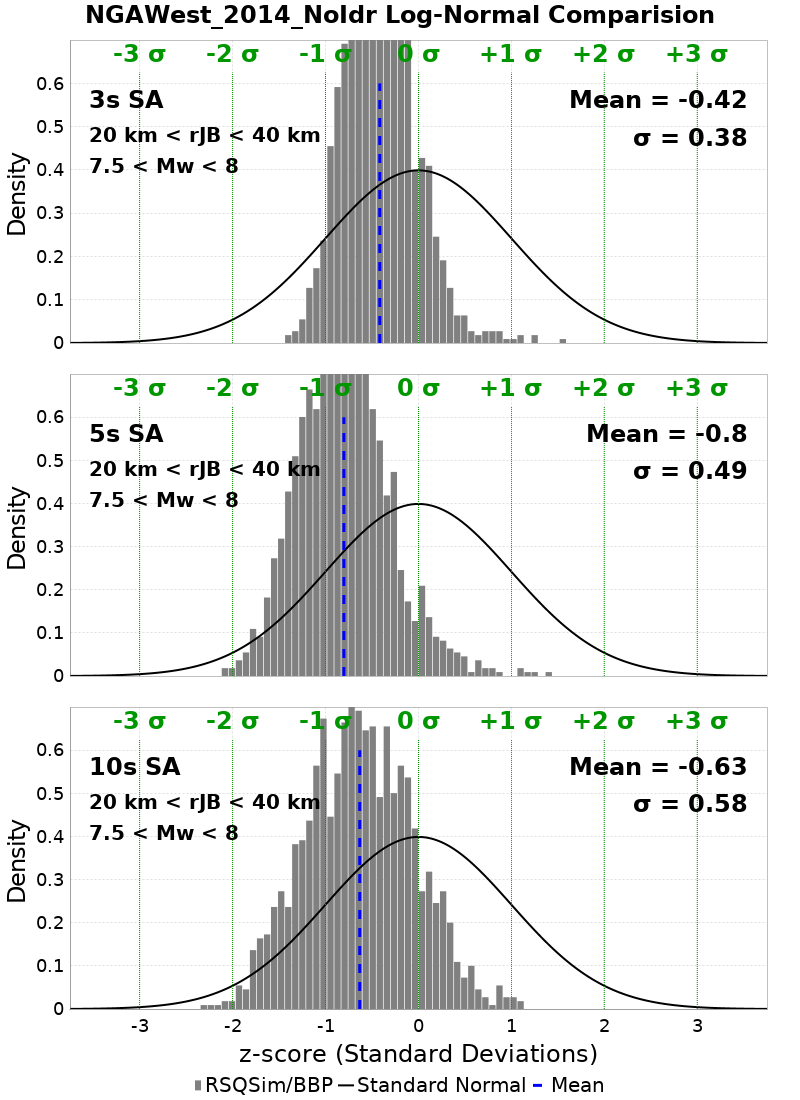 NGAWest_2014_NoIdr Log-Normal Comparision
-3 σ -2 σ -1 σ 0 σ +1 σ +2 σ +3 σ
0.6
3s SA Mean = -0.42
0.5
20 km < rJB < 40 km σ = 0.38
0.4
7.5 < Mw < 8
0.3
0.2
0.1
0
Density
-3 σ -2 σ -1 σ 0 σ +1 σ +2 σ +3 σ
0.6
5s SA Mean = -0.8
0.5
20 km < rJB < 40 km σ = 0.49
0.4
7.5 < Mw < 8
0.3
0.2
0.1
0
Density
-3 σ -2 σ -1 σ 0 σ +1 σ +2 σ +3 σ
0.6
10s SA Mean = -0.63
0.5
20 km < rJB < 40 km σ = 0.58
0.4
7.5 < Mw < 8
0.3
0.2
0.1
0
Density
-3 -2 -1 0 1 2 3
z-score (Standard Deviations)
RSQSim/BBP Standard Normal Mean